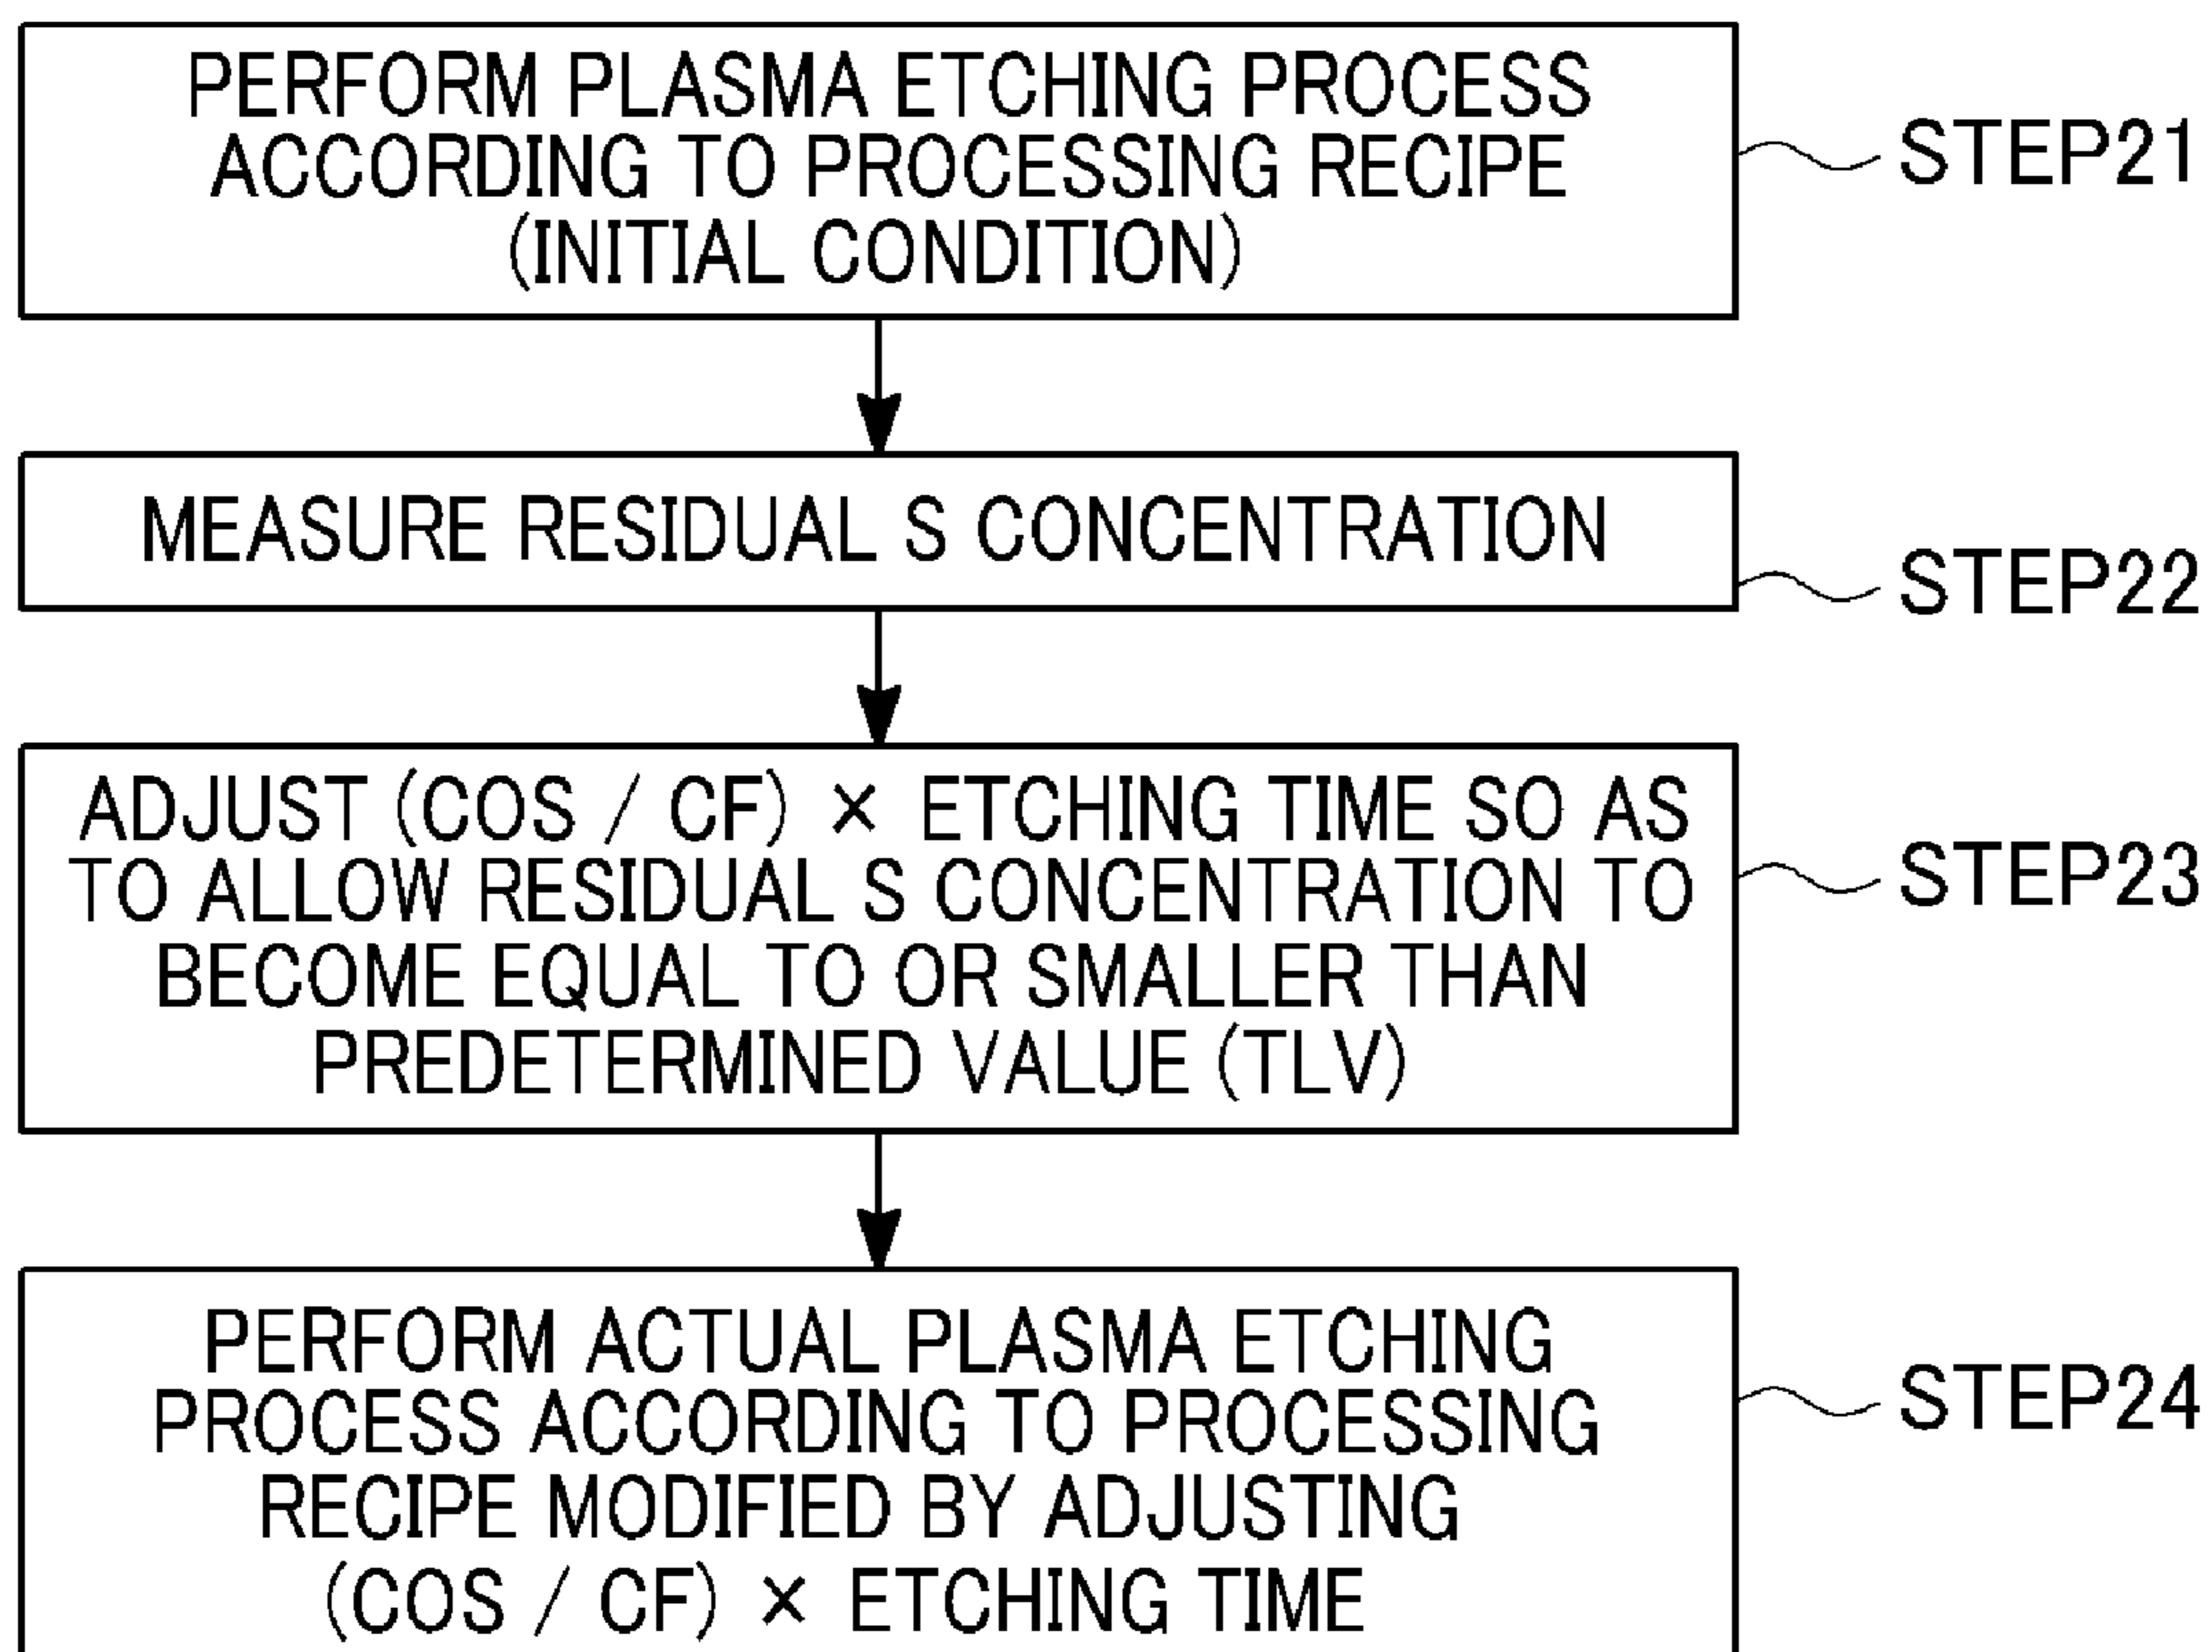 PERFORM PLASMA ETCHING PROCESS
ACCORDING TO PROCESSING RECIPE
(INITIAL CONDITION)
STEP21
MEASURE RESIDUAL S CONCENTRATION
STEP22
ADJUST (COS / CF) × ETCHING TIME SO AS
TO ALLOW RESIDUAL S CONCENTRATION TO
BECOME EQUAL TO OR SMALLER THAN
PREDETERMINED VALUE (TLV)
STEP23
PERFORM ACTUAL PLASMA ETCHING
PROCESS ACCORDING TO PROCESSING
RECIPE MODIFIED BY ADJUSTING
(COS / CF) × ETCHING TIME
STEP24